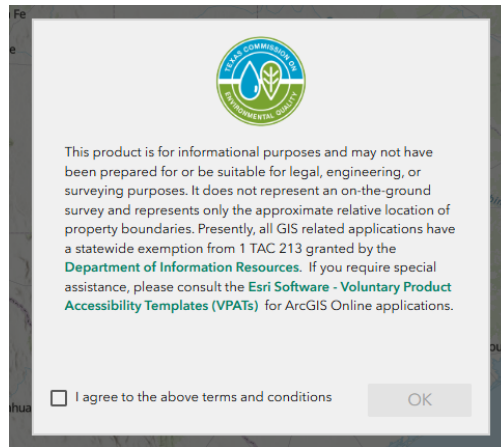 a Fe
e
TEXAS COMMISSION ON
ENVIRONMENTAL QUALITY
This product is for informational purposes and may not have
been prepared for or be suitable for legal, engineering, or
surveying purposes. It does not represent an on-the-ground
survey and represents only the approximate relative location of
property boundaries. Presently, all GIS related applications have
a statewide exemption from 1 TAC 213 granted by the
Department of Information Resources. If you require special
assistance, please consult the Esri Software - Voluntary Product
Accessibility Templates (VPATs) for ArcGIS Online applications.
ou
hua
I agree to the above terms and conditions
OK